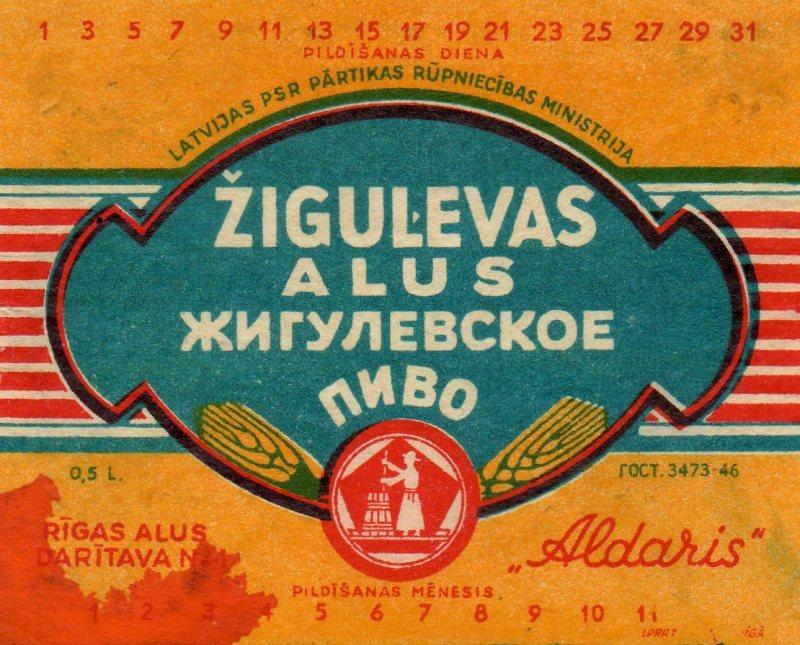 1 3 5 7 9 11 13 15 17 19 21 23 25 27 29 31
PILDĪŠANAS DIENA
LATVIJAS PSR PĀRTIKAS RŪPNIECĪBAS MINISTRIJA
ŽIGUĻEVAS
ALUS
ЖИГУЛЕВСКОЕ
ПИВО
0,5 L.
ГОСТ. 3473-46
RĪGAS ALUS
DARĪTAVA
„Aldaris"
PILDĪŠANAS MĒNESIS.
1 2 3 4 5 6 7 8 9 10 11